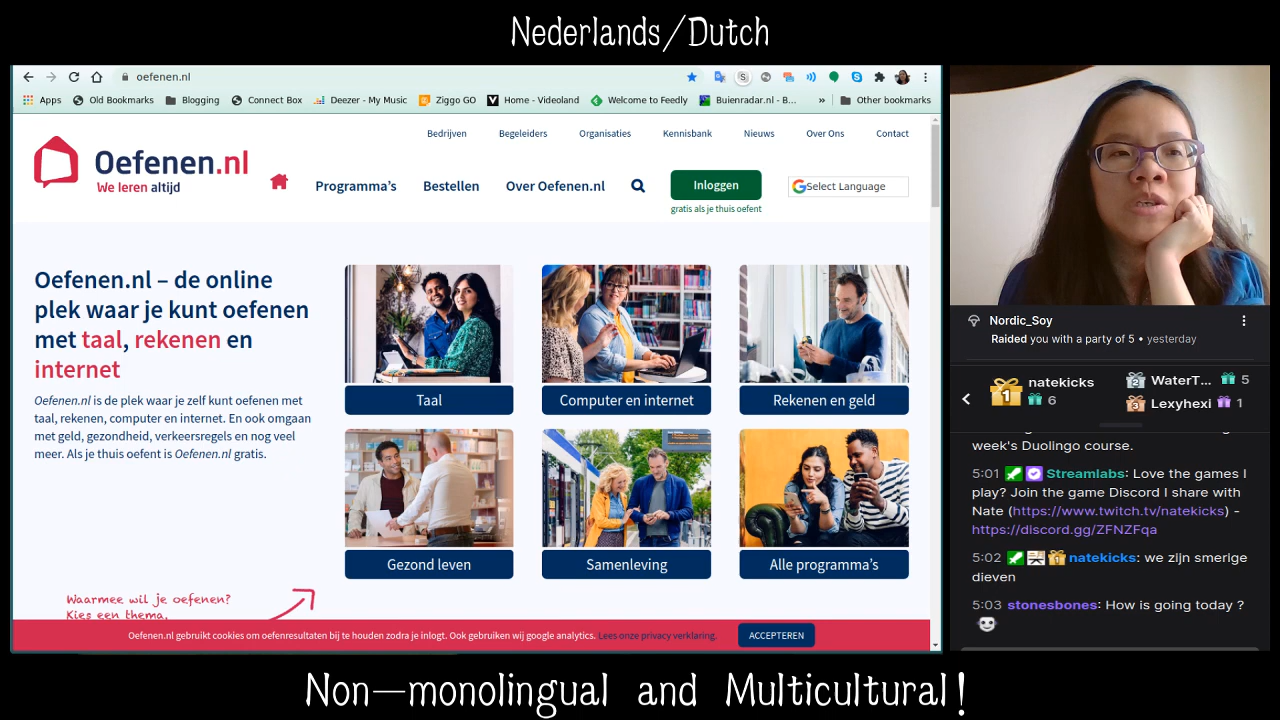 Nederlands/Dutch
oefenen.nl
Apps
Old Bookmarks
Blogging
Connect Box
Deezer - My Music
Ziggo GO
Home - Videoland
Welcome to Feedly
Buienradar.nl - B...
»
Other bookmarks
Bedrijven
Begeleiders
Organisaties
Kennisbank
Nieuws
Over Ons
Contact
Oefenen.nl
We leren altijd
Programma's
Bestellen
Over Oefenen.nl
Inloggen
gratis als je thuis oefent
Select Language
Oefenen.nl – de online
plek waar je kunt oefenen
met taal, rekenen en
internet
Oefenen.nl is de plek waar je zelf kunt oefenen met
taal, rekenen, computer en internet. En ook omgaan
met geld, gezondheid, verkeersregels en nog veel
meer. Als je thuis oefent is Oefenen.nl gratis.
Taal
Computer en internet
Rekenen en geld
Gezond leven
Samenleving
Alle programma's
Waarmee wil je oefenen?
Kies een thema.
Oefenen.nl gebruikt cookies om oefenresultaten bij te houden zodra je inlogt. Ook gebruiken wij google analytics. Lees onze privacy verklaring.
ACCEPTEREN
Nordic_Soy
Raided you with a party of 5 • yesterday
1
natekicks
6
2
WaterT...
5
3
Lexyhexi
1
week's Duolingo course.
5:01 Streamlabs: Love the games I
play? Join the game Discord I share with
Nate (https://www.twitch.tv/natekicks) -
https://discord.gg/ZFNZFqa
5:02 natekicks: we zijn smerige
dieven
5:03 stonesbones: How is going today ?
Non-monolingual and Multicultural!